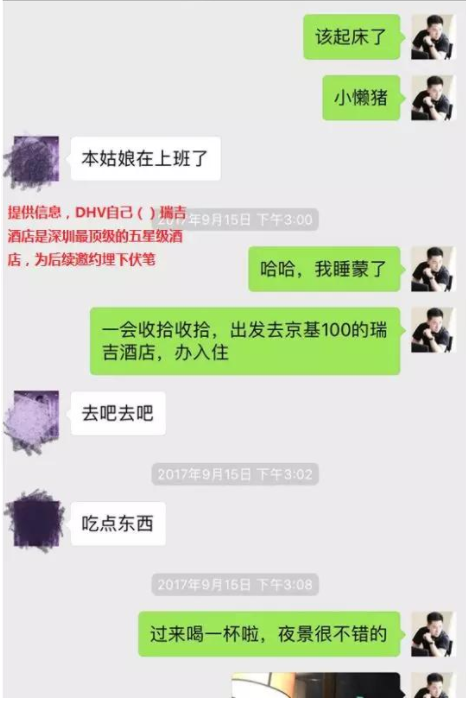 该起床了
小懒猪
本姑娘在上班了
2017年9月15日 下午3:00
提供信息，DHV自己（）瑞吉
酒店是深圳最顶级的五星级酒
店，为后续邀约埋下伏笔
哈哈，我睡蒙了
一会收拾收拾，出发去京基100的瑞
吉酒店，办入住
去吧去吧
2017年9月15日 下午3:02
吃点东西
2017年9月15日 下午3:08
过来喝一杯啦，夜景很不错的